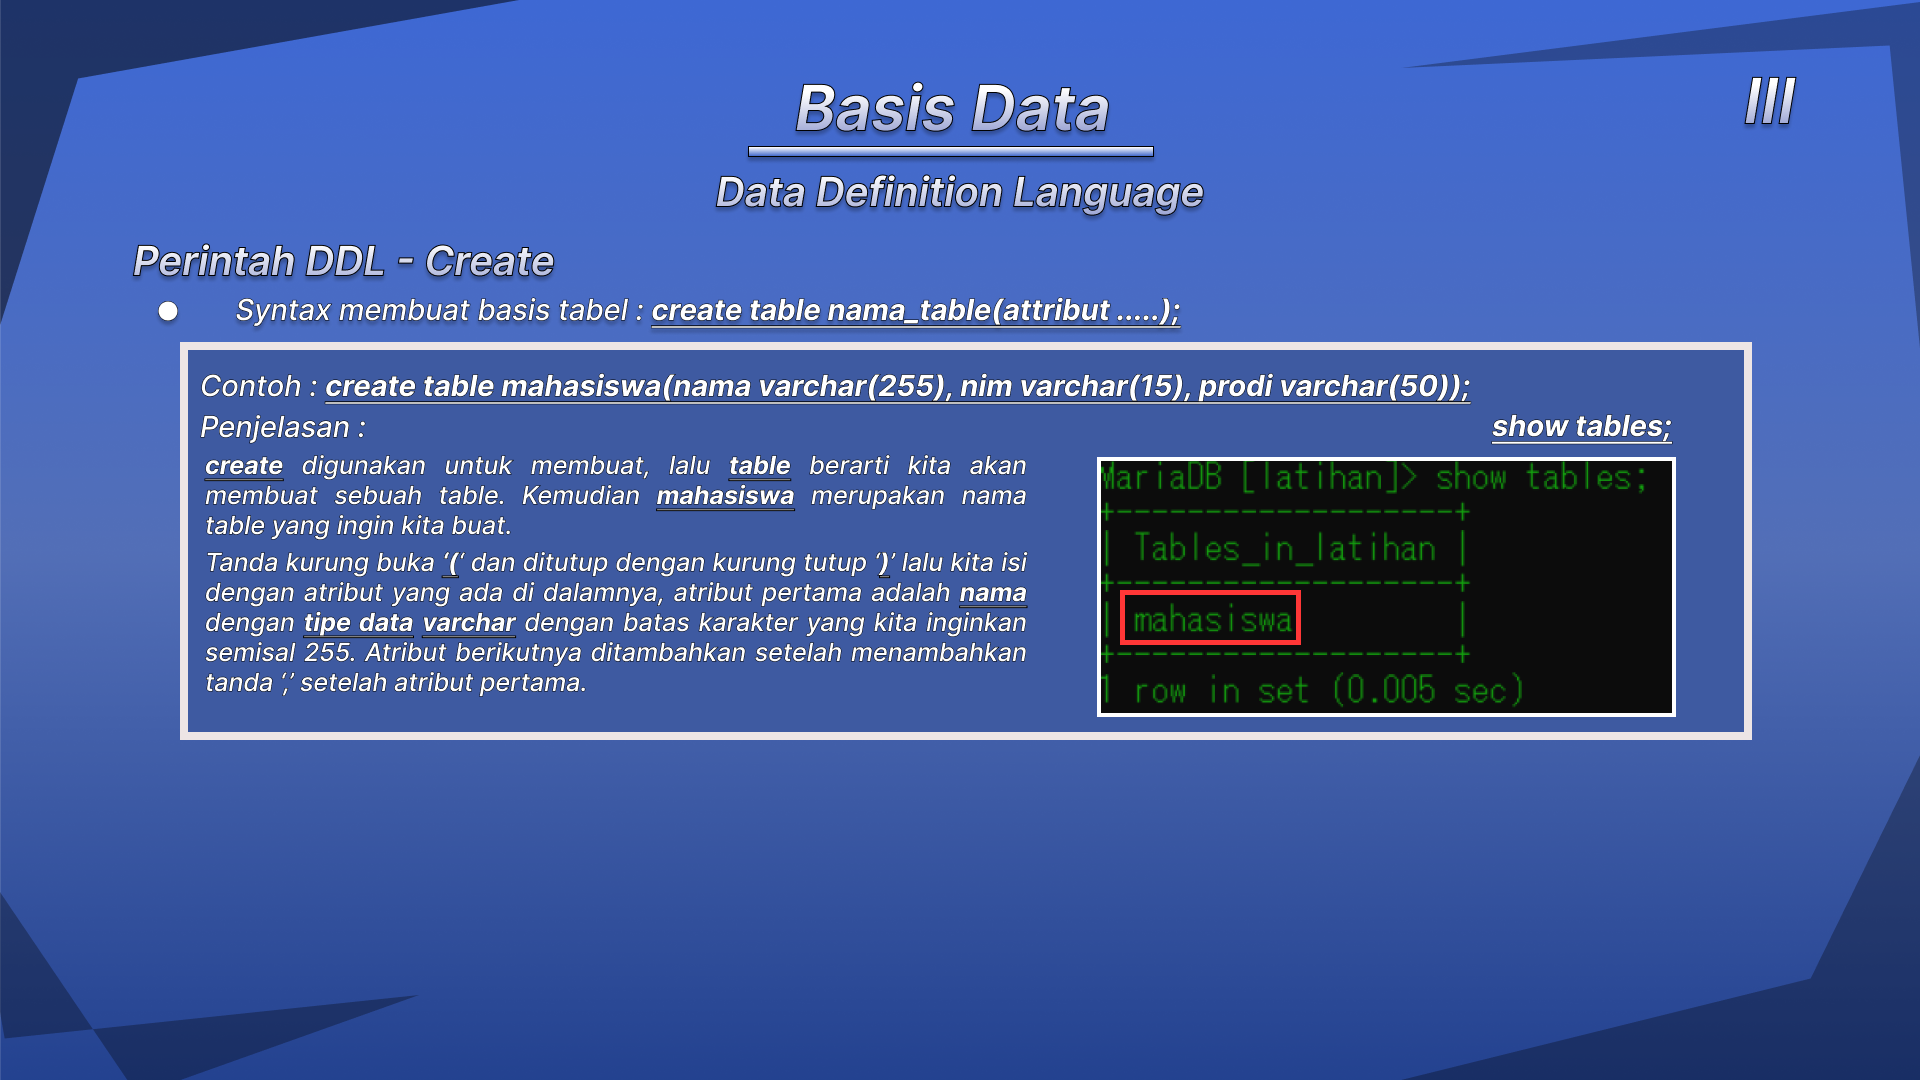 Basis Data
III
Data Definition Language
Perintah DDL - Create
Syntax membuat basis tabel : create table nama_table(attribut .....);
Contoh : create table mahasiswa(nama varchar(255), nim varchar(15), prodi varchar(50));
Penjelasan :
show tables;
create digunakan untuk membuat, lalu table berarti kita akan
membuat sebuah table. Kemudian mahasiswa merupakan nama
table yang ingin kita buat.
Tanda kurung buka ‘(‘ dan ditutup dengan kurung tutup ‘)’ lalu kita isi
dengan atribut yang ada di dalamnya, atribut pertama adalah nama
dengan tipe data varchar dengan batas karakter yang kita inginkan
semisal 255. Atribut berikutnya ditambahkan setelah menambahkan
tanda ‘,’ setelah atribut pertama.
MariaDB [latihan]> show tables;
+-------------------+
| Tables_in_latihan |
+-------------------+
| mahasiswa         |
+-------------------+
1 row in set (0.005 sec)